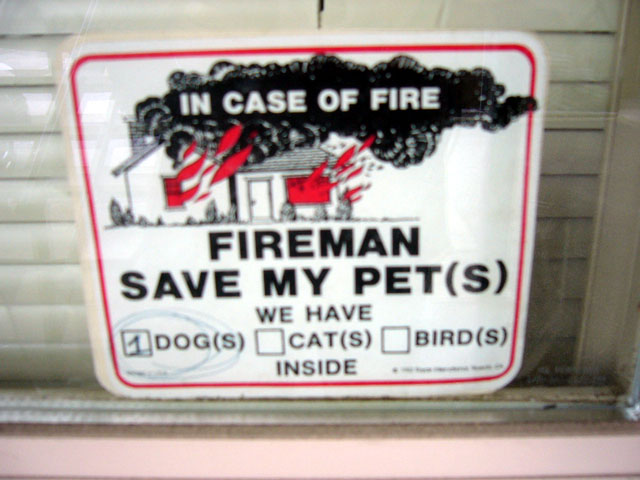 IN CASE OF FIRE
FIREMAN
SAVE MY PET(S)
WE HAVE
1 DOG(S) CAT(S) BIRD(S)
INSIDE